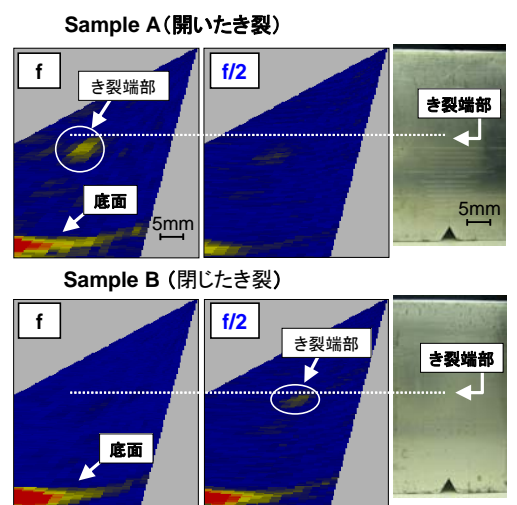 Sample A(開いたき裂)
f
き裂端部
底面
5mm
f/2
き裂端部
5mm
Sample B (閉じたき裂)
f
底面
f/2
き裂端部
き裂端部